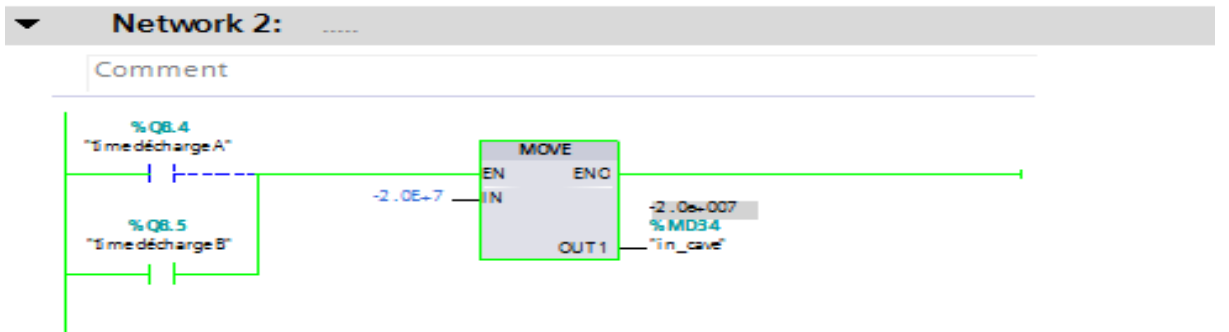 Network 2: .....
Comment
%Q8.4
"time décharge A"
MOVE
EN ENO
-2.0E+7 IN
-2.0e+007
%MD34
OUT1 "in_cave"
%Q8.5
"time décharge B"